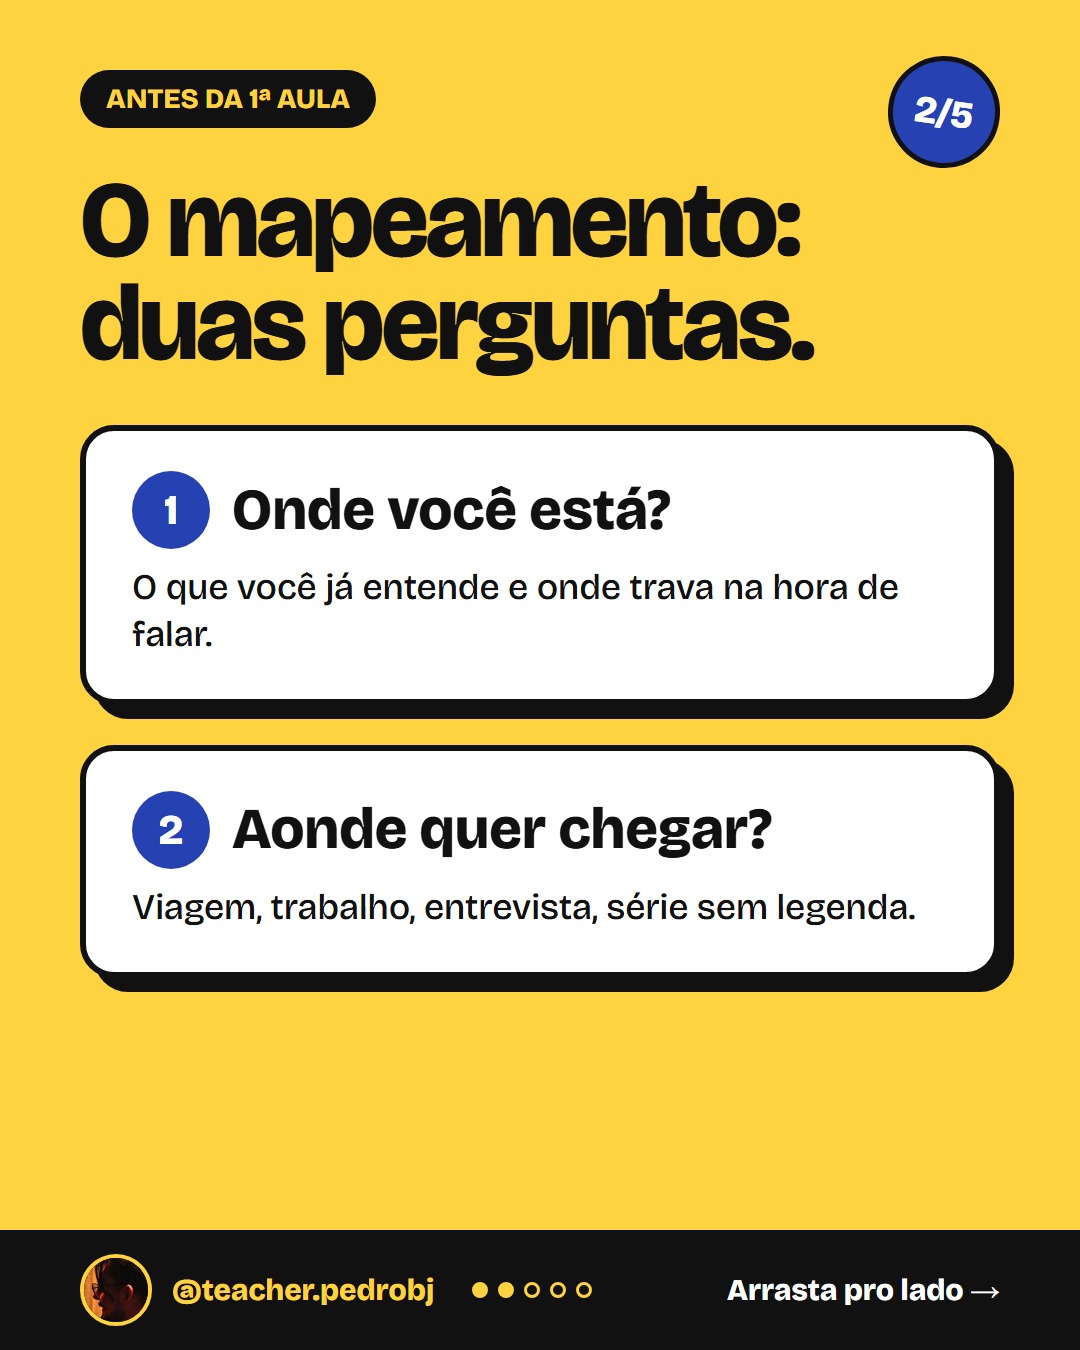 ANTES DA 1ª AULA
2/5
O mapeamento:
duas perguntas.
1 Onde você está?
O que você já entende e onde trava na hora de
falar.
2 Aonde quer chegar?
Viagem, trabalho, entrevista, série sem legenda.
@teacher.pedrobj
Arrasta pro lado →